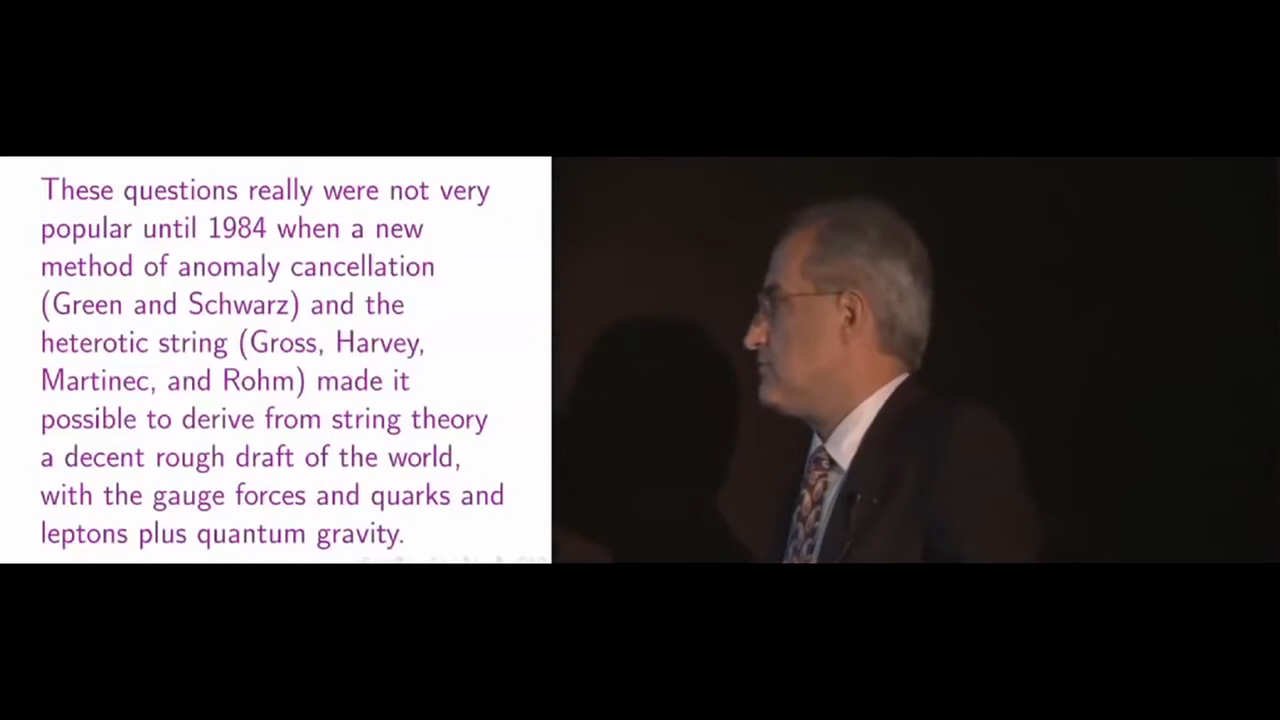 These questions really were not very
popular until 1984 when a new
method of anomaly cancellation
(Green and Schwarz) and the
heterotic string (Gross, Harvey,
Martinec, and Rohm) made it
possible to derive from string theory
a decent rough draft of the world,
with the gauge forces and quarks and
leptons plus quantum gravity.